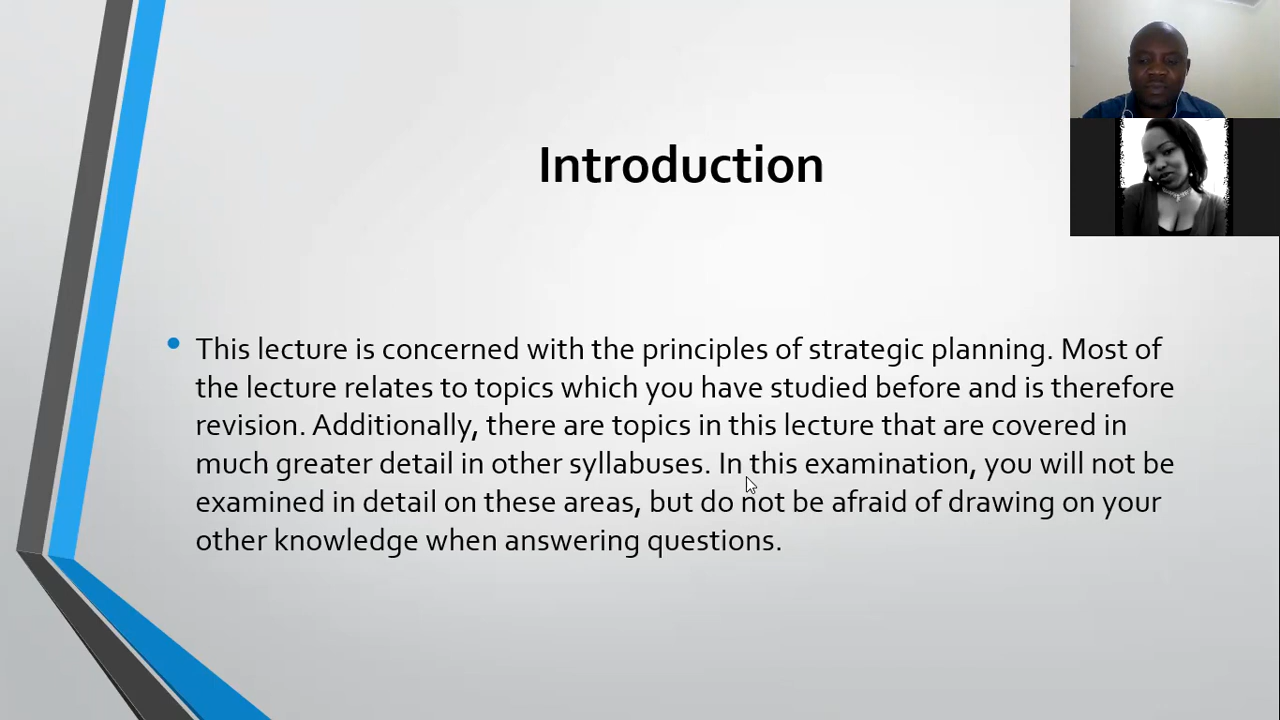 Introduction
This lecture is concerned with the principles of strategic planning. Most of
the lecture relates to topics which you have studied before and is therefore
revision. Additionally, there are topics in this lecture that are covered in
much greater detail in other syllabuses. In this examination, you will not be
examined in detail on these areas, but do not be afraid of drawing on your
other knowledge when answering questions.